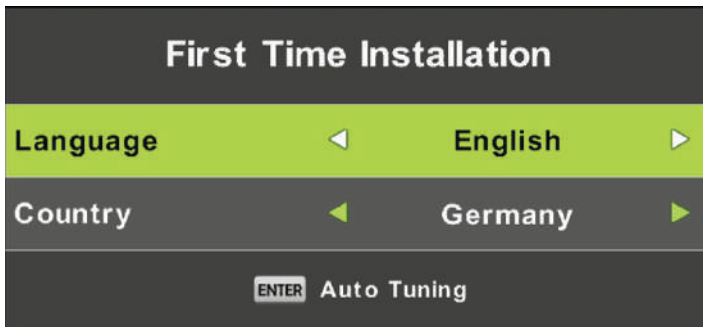 First Time Installation
Language English
Country Germany
ENTER Auto Tuning